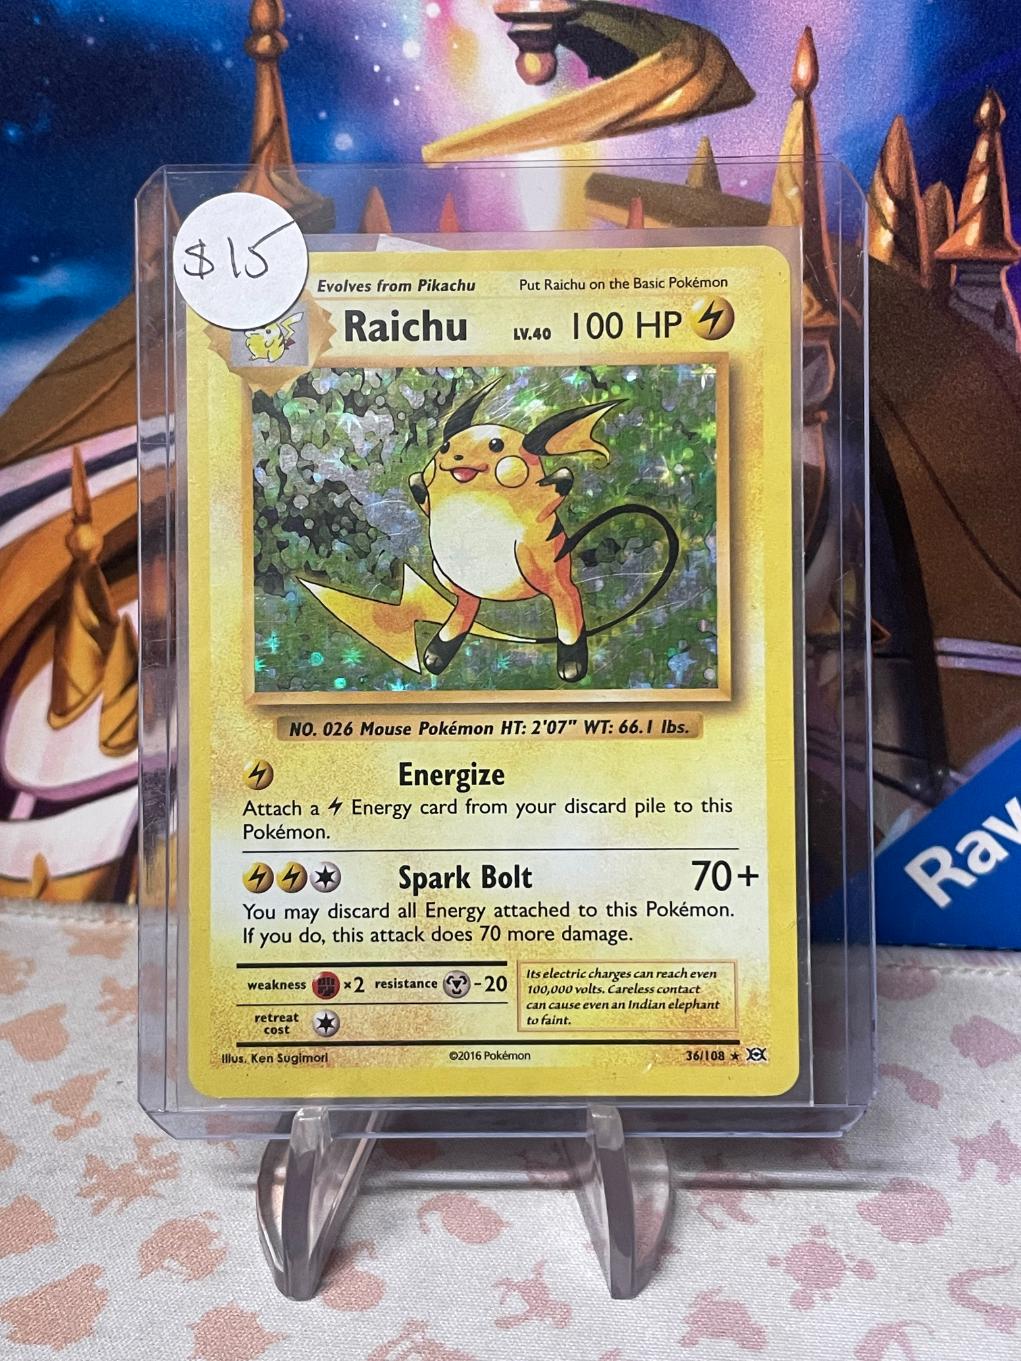 $15
Evolves from Pikachu
Put Raichu on the Basic Pokémon
Raichu LV.40 100 HP
NO. 026 Mouse Pokémon HT: 2'07" WT: 66.1 lbs.
Energize
Attach a Energy card from your discard pile to this
Pokémon.
Spark Bolt 70+
You may discard all Energy attached to this Pokémon.
If you do, this attack does 70 more damage.
weakness ×2 resistance -20
retreat
cost
Its electric charges can reach even
100,000 volts. Careless contact
can cause even an Indian elephant
to faint.
Illus. Ken Sugimori
©2016 Pokémon
36/108 ★
Rav